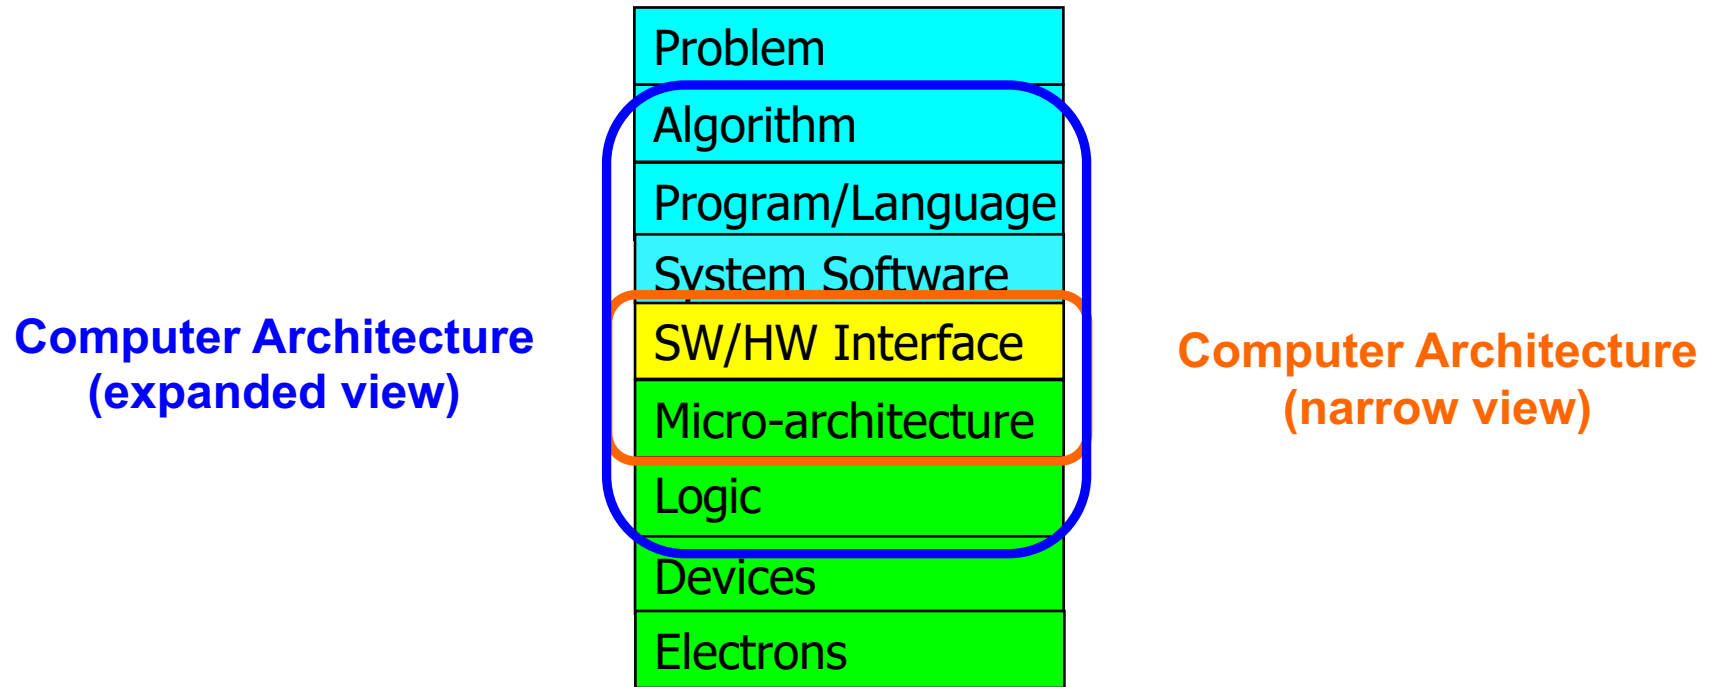 Problem
Algorithm
Program/Language
System Software
SW/HW Interface
Micro-architecture
Logic
Devices
Electrons
Computer Architecture
(expanded view)
Computer Architecture
(narrow view)